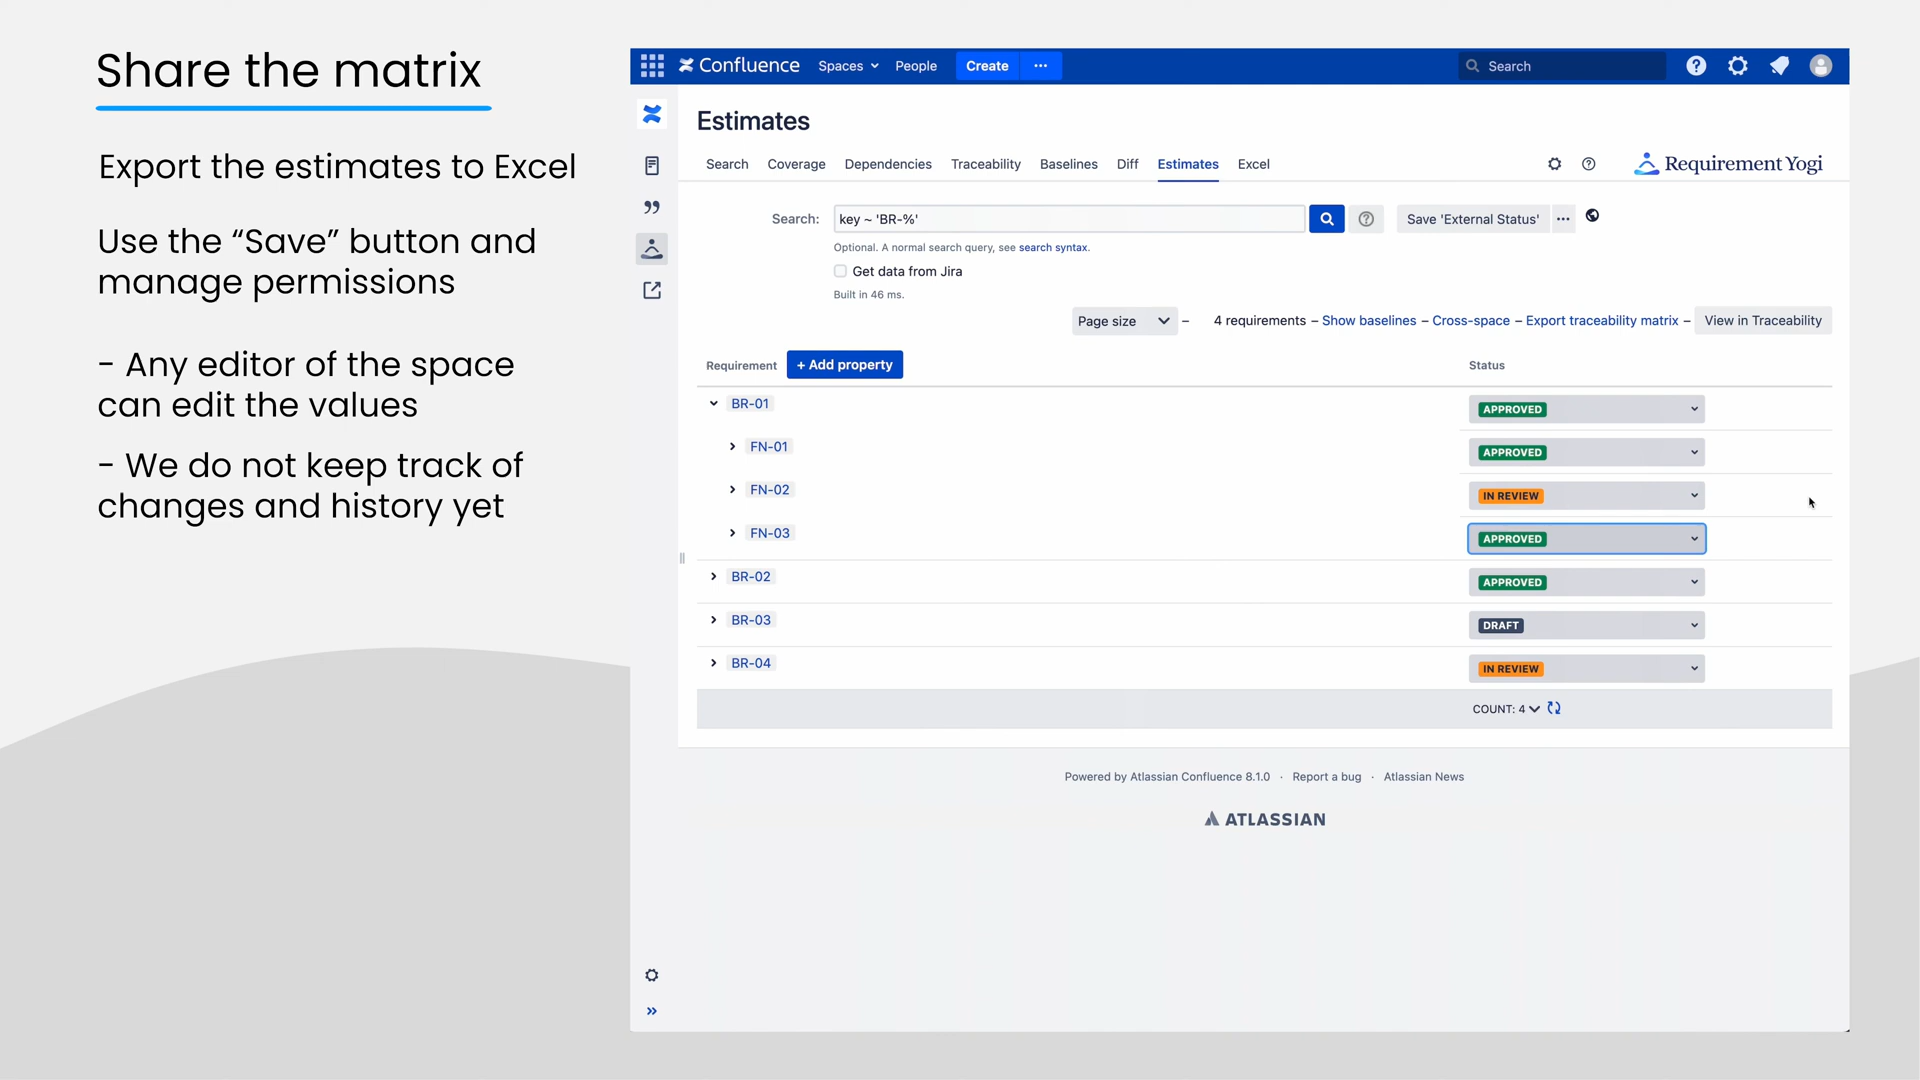 Share the matrix
Export the estimates to Excel
Use the “Save” button and
manage permissions
- Any editor of the space
can edit the values
- We do not keep track of
changes and history yet
Confluence Spaces People Create ··· Search
Estimates
Search Coverage Dependencies Traceability Baselines Diff Estimates Excel Requirement Yogi
Search: key ~ 'BR-%' Save 'External Status' ···
Optional. A normal search query, see search syntax.
Get data from Jira
Built in 46 ms.
Page size – 4 requirements – Show baselines – Cross-space – Export traceability matrix – View in Traceability
Requirement + Add property Status
BR-01 APPROVED
FN-01 APPROVED
FN-02 IN REVIEW
FN-03 APPROVED
BR-02 APPROVED
BR-03 DRAFT
BR-04 IN REVIEW
COUNT: 4
Powered by Atlassian Confluence 8.1.0 · Report a bug · Atlassian News
ATLASSIAN